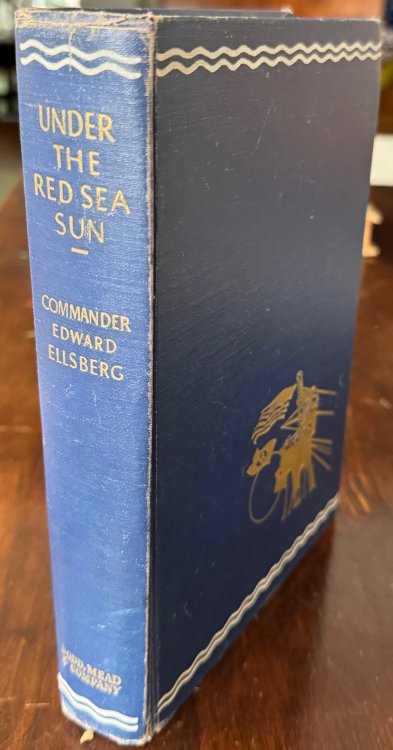 UNDER
THE
RED SEA
SUN
COMMANDER
EDWARD
ELLSBERG
DODD·MEAD
& COMPANY